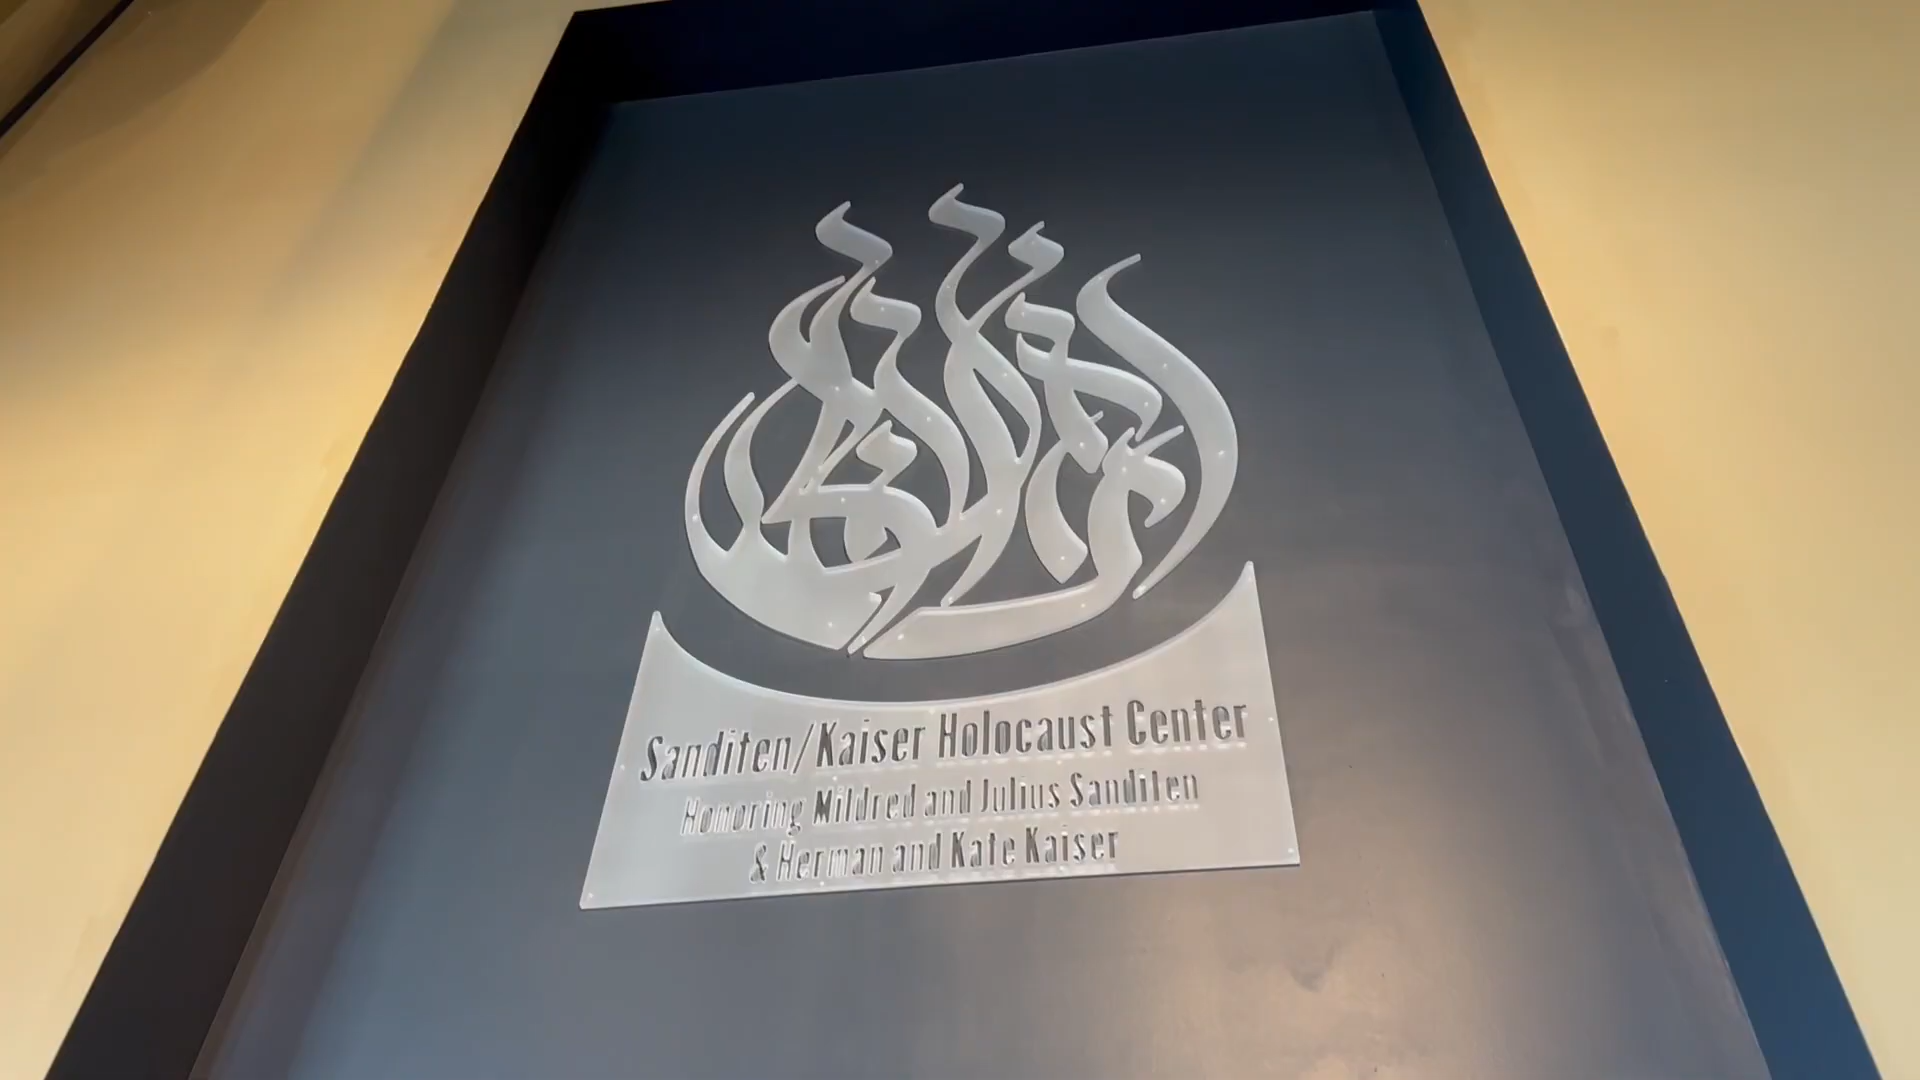 Sanditen/Kaiser Holocaust Center
Honoring Mildred and Julius Sanditen
& Herman and Kate Kaiser